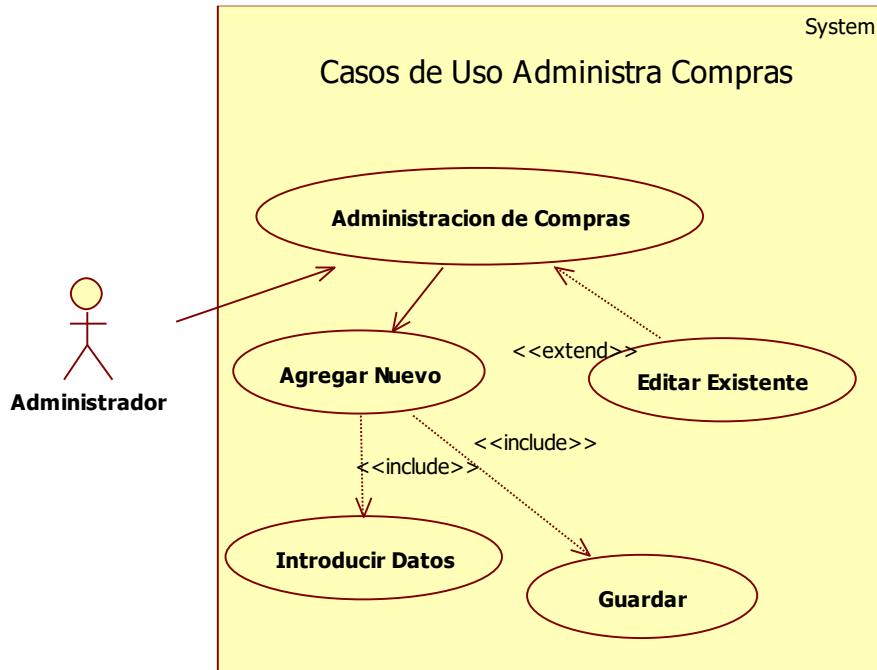 System
Casos de Uso Administra Compras
Administracion de Compras
<<extend>>
Agregar Nuevo
Editar Existente
Administrador
<<include>>
<<include>>
Introducir Datos
Guardar